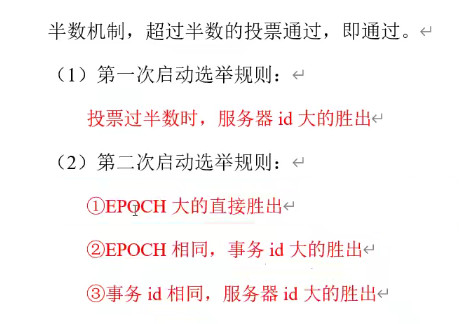 半数机制，超过半数的投票通过，即通过。
（1）第一次启动选举规则：
投票过半数时，服务器 id 大的胜出
（2）第二次启动选举规则：
①EPOCH 大的直接胜出
②EPOCH 相同，事务 id 大的胜出
③事务 id 相同，服务器 id 大的胜出